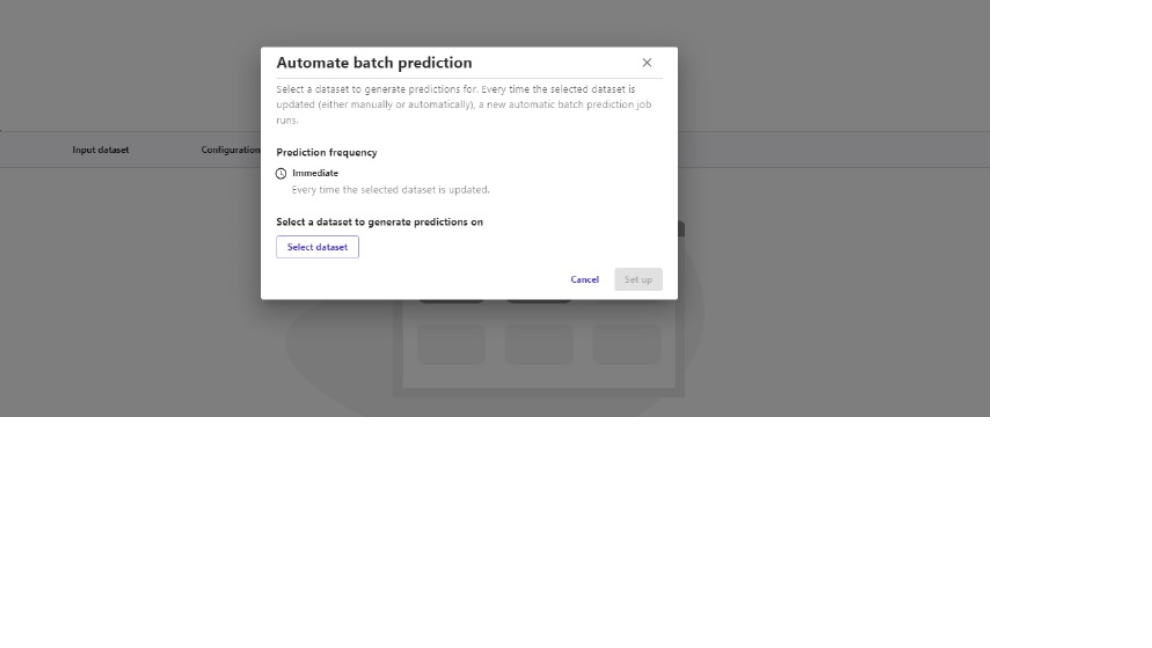 Automate batch prediction
Select a dataset to generate predictions for. Every time the selected dataset is
updated (either manually or automatically), a new automatic batch prediction job
runs.
Input dataset
Configuration
Prediction frequency
Immediate
Every time the selected dataset is updated.
Select a dataset to generate predictions on
Select dataset
Cancel
Set up